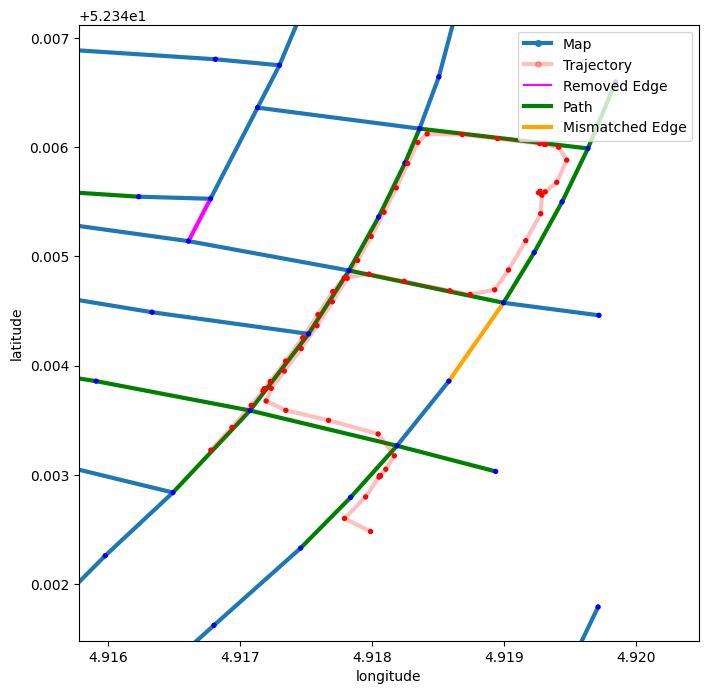 +5.234e1
0.007
0.006
0.005
0.004
0.003
0.002
latitude
Map
Trajectory
Removed Edge
Path
Mismatched Edge
4.916 4.917 4.918 4.919 4.920
longitude